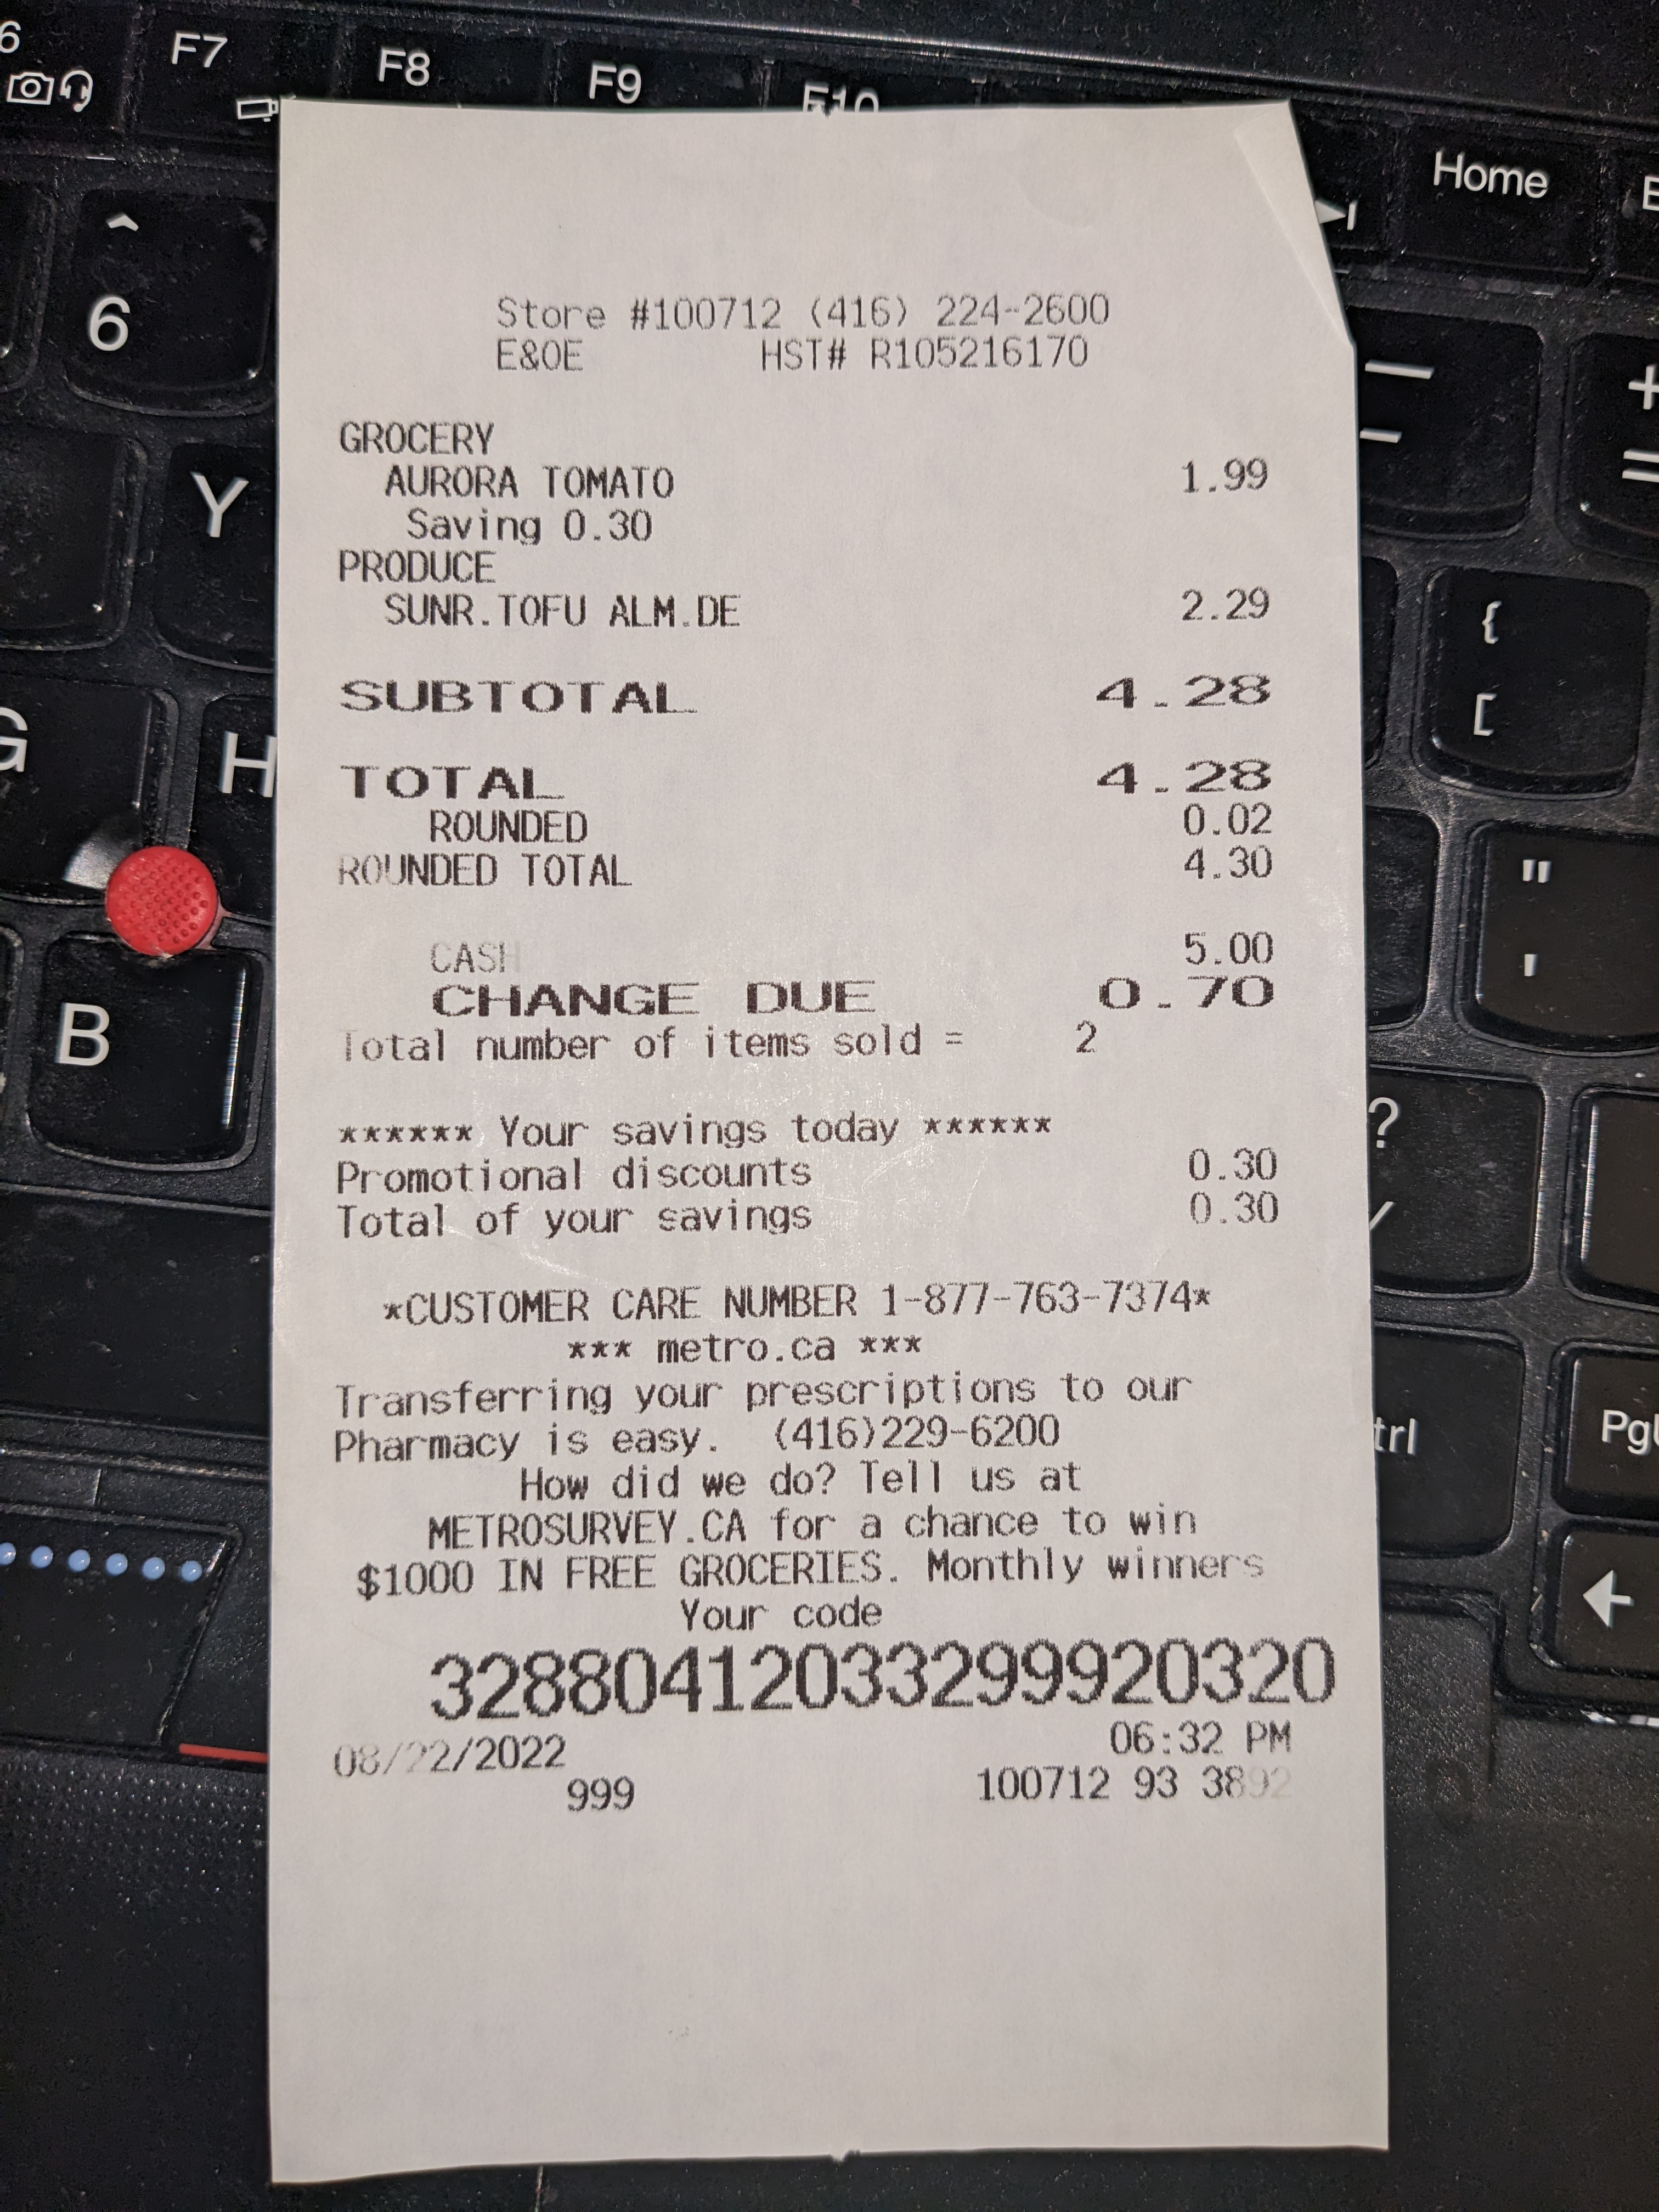 6
F7
F8
F9
F10
Home
^
6
Y
G
H
B
+
=
{
[
"
'
?
/
trl
Store #100712 (416) 224-2600
E&OE HST# R105216170
GROCERY
AURORA TOMATO 1.99
Saving 0.30
PRODUCE
SUNR.TOFU ALM.DE 2.29
SUBTOTAL 4.28
TOTAL 4.28
ROUNDED 0.02
ROUNDED TOTAL 4.30
CASH 5.00
CHANGE DUE 0.70
Total number of items sold = 2
****** Your savings today ******
Promotional discounts 0.30
Total of your savings 0.30
*CUSTOMER CARE NUMBER 1-877-763-7374*
*** metro.ca ***
Transferring your prescriptions to our
Pharmacy is easy. (416)229-6200
How did we do? Tell us at
METROSURVEY.CA for a chance to win
$1000 IN FREE GROCERIES. Monthly winners
Your code
32880412033299920320
08/22/2022 06:32 PM
999 100712 93 3892